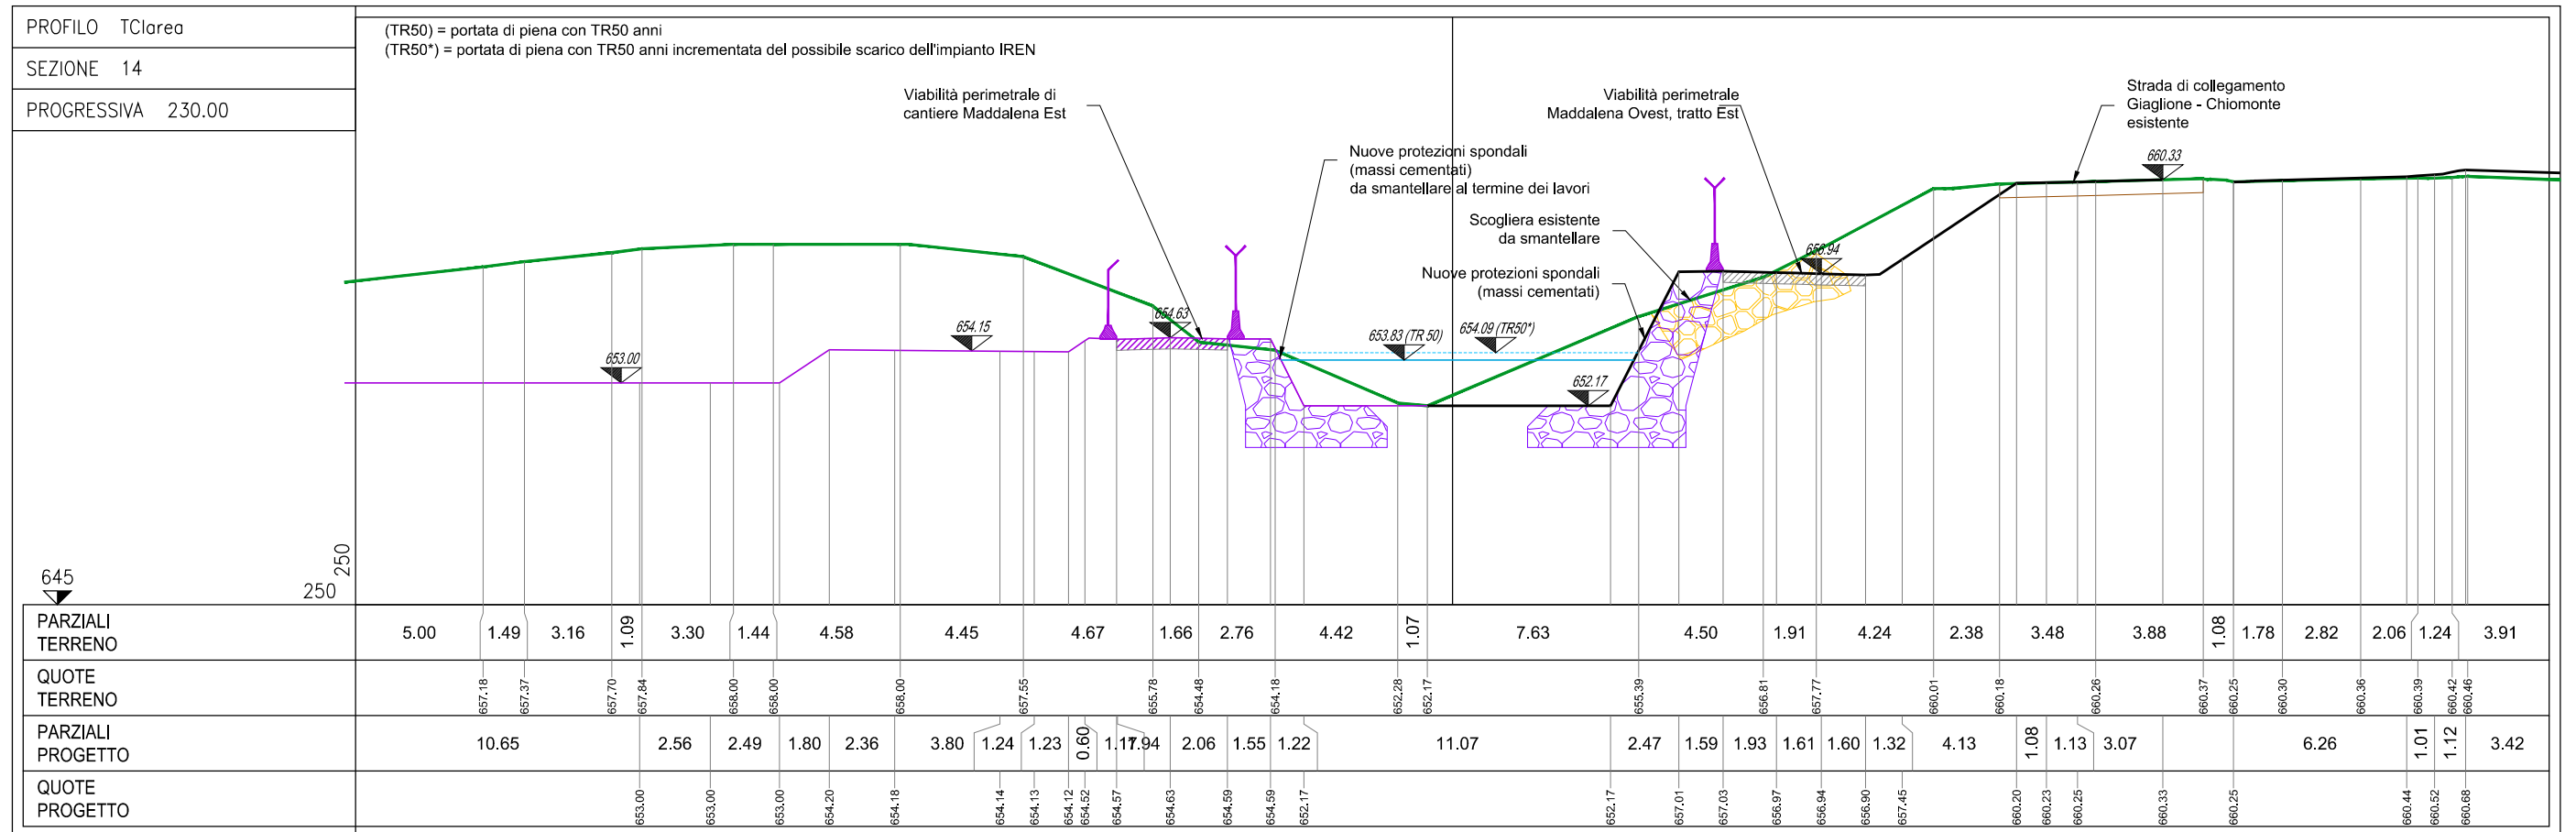 PROFILO TClarea
SEZIONE 14
PROGRESSIVA 230.00
(TR50) = portata di piena con TR50 anni
(TR50*) = portata di piena con TR50 anni incrementata del possibile scarico dell'impianto IREN
Viabilità perimetrale di
cantiere Maddalena Est
Nuove protezioni spondali
(massi cementati)
da smantellare al termine dei lavori
Viabilità perimetrale
Maddalena Ovest, tratto Est
Strada di collegamento
Giaglione - Chiomonte
esistente
Scogliera esistente
da smantellare
Nuove protezioni spondali
(massi cementati)
660.33
656.94
654.63
654.15
653.00
653.83 (TR 50)
654.09 (TR50*)
652.17
645
250
250
PARZIALI
TERRENO
5.00 1.49 3.16 1.09 3.30 1.44 4.58 4.45 4.67 1.66 2.76 4.42 1.07 7.63 4.50 1.91 4.24 2.38 3.48 3.88 1.08 1.78 2.82 2.06 1.24 3.91
QUOTE
TERRENO
657.18 657.37 657.70 657.84 658.00 658.00 658.00 657.55 655.78 654.48 654.18 652.28 652.17 655.39 656.81 657.77 660.01 660.18 660.26 660.37 660.25 660.30 660.36 660.39 660.42 660.46
PARZIALI
PROGETTO
10.65 2.56 2.49 1.80 2.36 3.80 1.24 1.23 0.60 1.17 1.94 2.06 1.55 1.22 11.07 2.47 1.59 1.93 1.61 1.60 1.32 4.13 1.08 1.13 3.07 6.26 1.01 1.12 3.42
QUOTE
PROGETTO
653.00 653.00 653.00 654.20 654.18 654.14 654.13 654.12 654.52 654.57 654.63 654.59 654.59 652.17 652.17 657.01 657.03 656.97 656.94 656.90 657.45 660.20 660.23 660.25 660.33 660.25 660.44 660.52 660.68